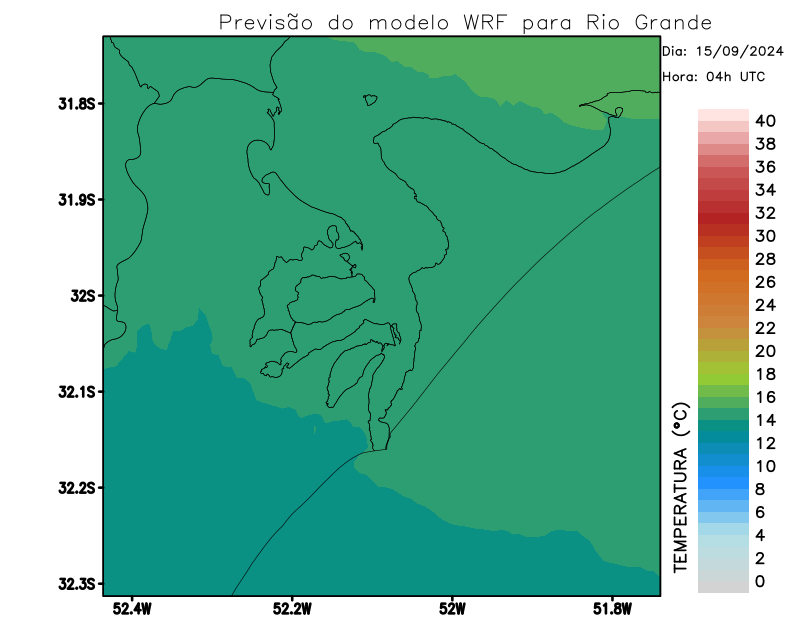 Previsão do modelo WRF para Rio Grande
Dia: 15/09/2024
Hora: 04h UTC
31.8S
31.9S
32S
32.1S
32.2S
32.3S
52.4W
52.2W
52W
51.8W
TEMPERATURA (°C)
40
38
36
34
32
30
28
26
24
22
20
18
16
14
12
10
8
6
4
2
0